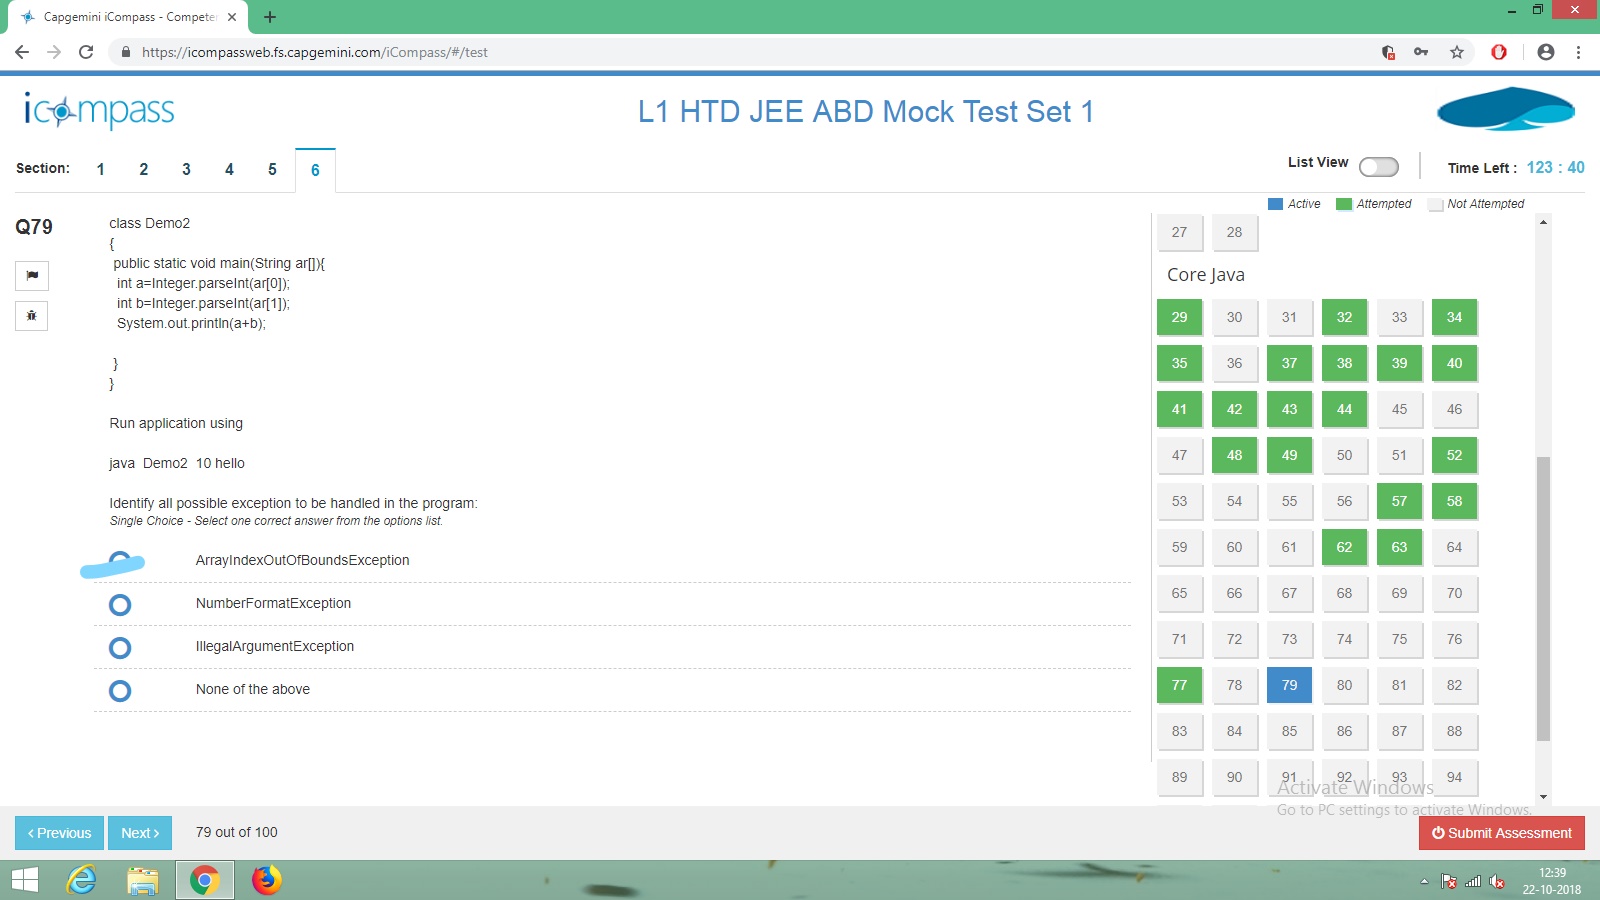 Capgemini iCompass - Compete
https://icompassweb.fs.capgemini.com/iCompass/#/test
icompass
L1 HTD JEE ABD Mock Test Set 1
Section: 1 2 3 4 5 6
List View
Time Left : 123 : 40
Active Attempted Not Attempted
Q79
class Demo2
{
public static void main(String ar[]){
int a=Integer.parseInt(ar[0]);
int b=Integer.parseInt(ar[1]);
System.out.println(a+b);
}
}
Run application using
java Demo2 10 hello
Identify all possible exception to be handled in the program:
Single Choice - Select one correct answer from the options list.
ArrayIndexOutOfBoundsException
NumberFormatException
IllegalArgumentException
None of the above
27 28
Core Java
29 30 31 32 33 34
35 36 37 38 39 40
41 42 43 44 45 46
47 48 49 50 51 52
53 54 55 56 57 58
59 60 61 62 63 64
65 66 67 68 69 70
71 72 73 74 75 76
77 78 79 80 81 82
83 84 85 86 87 88
89 90 91 92 93 94
Activate Windows
Go to PC settings to activate Windows.
‹ Previous
Next ›
79 out of 100
Submit Assessment
12:39
22-10-2018